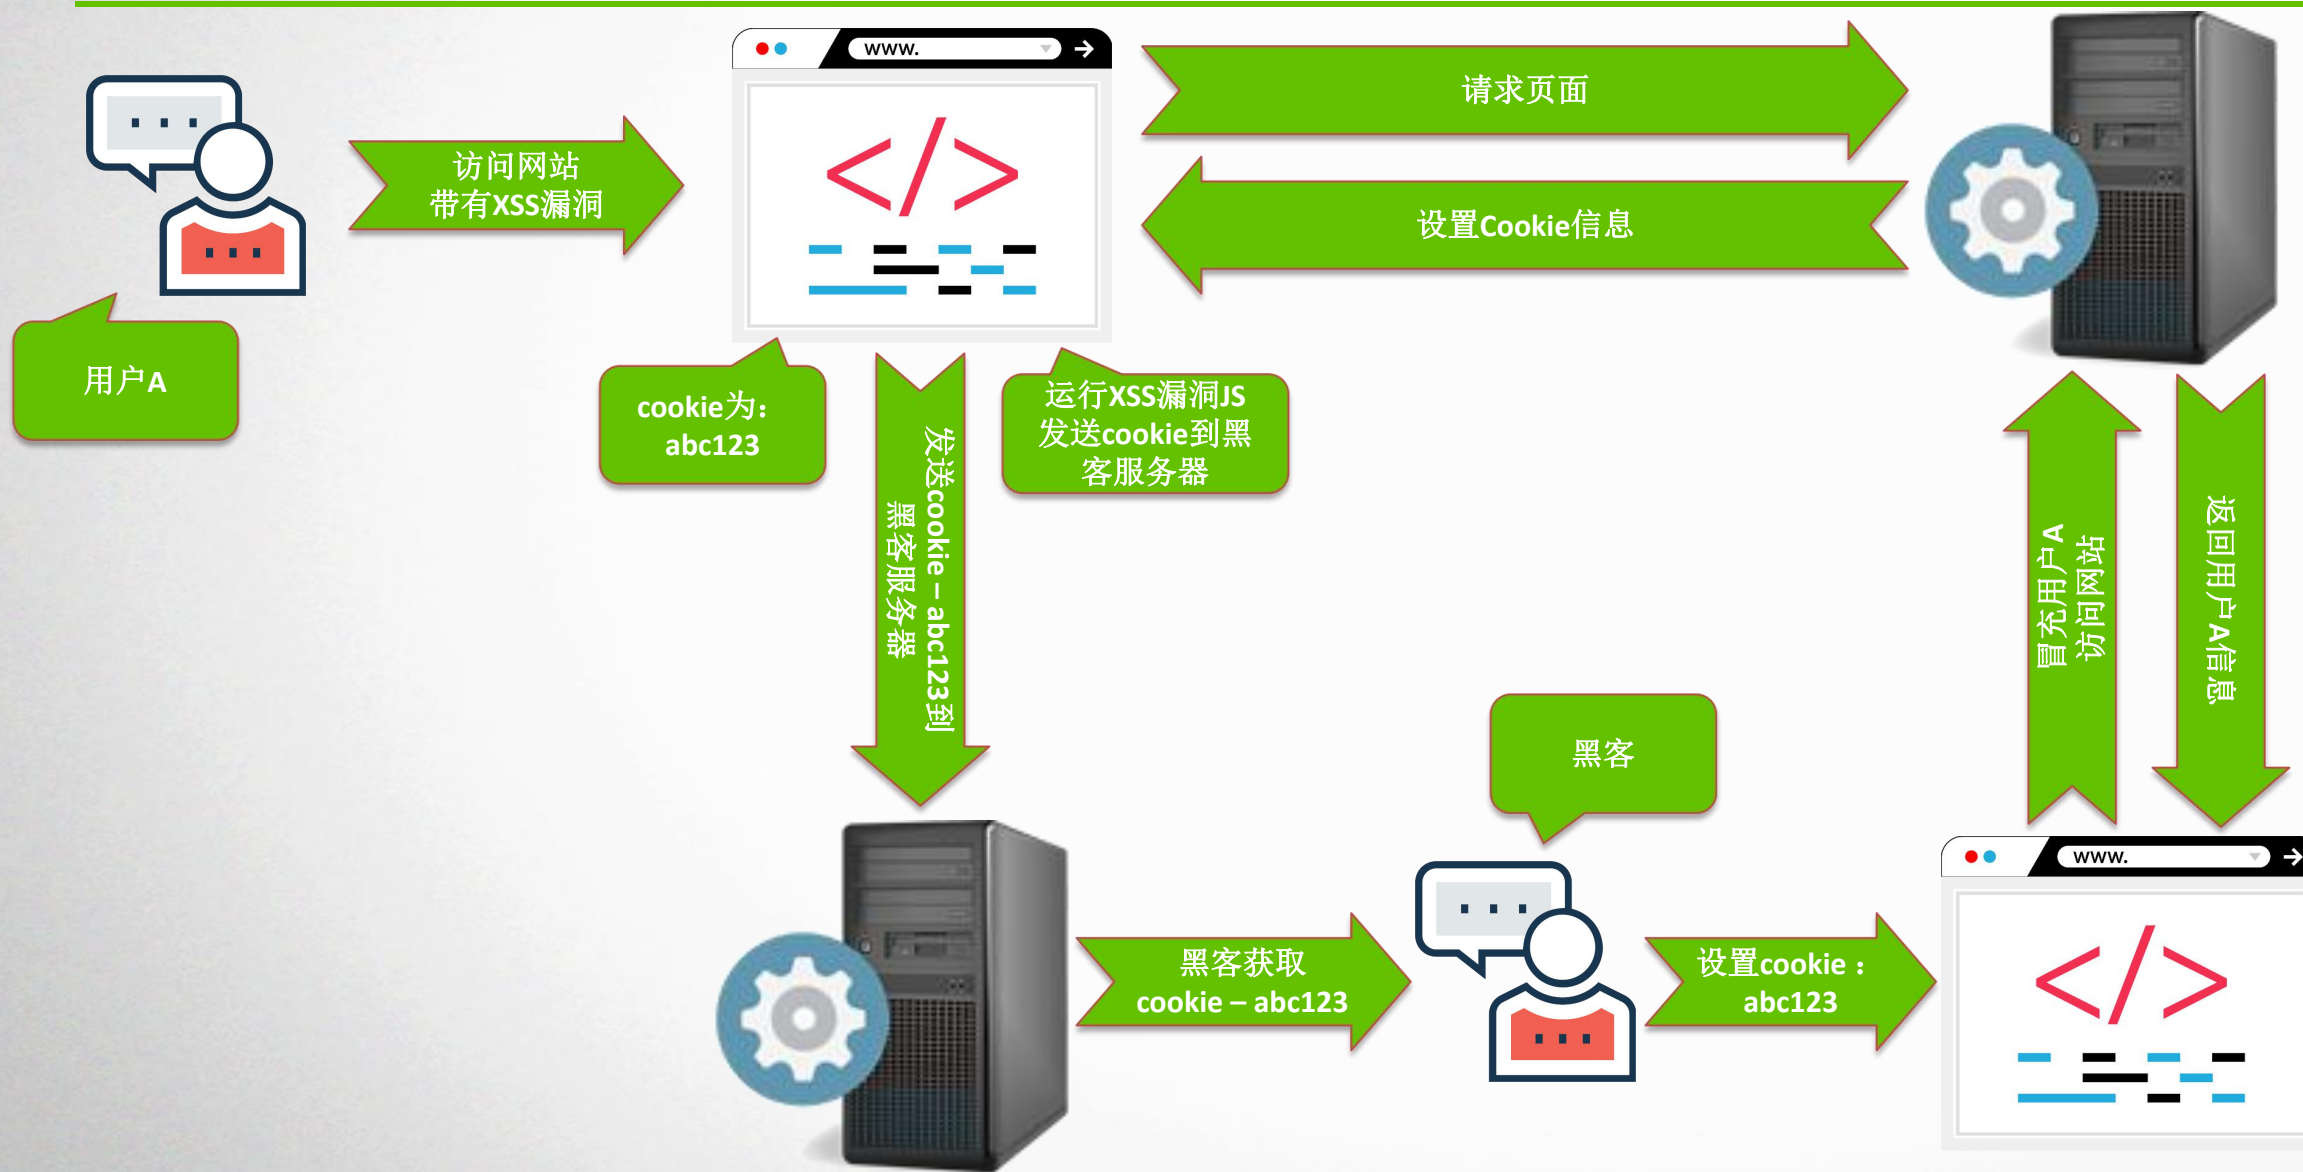 www.
请求页面
访问网站
带有XSS漏洞
设置Cookie信息
用户A
cookie为：
abc123
运行XSS漏洞JS
发送cookie到黑
客服务器
发送cookie – abc123到
黑客服务器
冒充用户A
访问网站
返回用户A信息
黑客
www.
黑客获取
cookie – abc123
设置cookie：
abc123